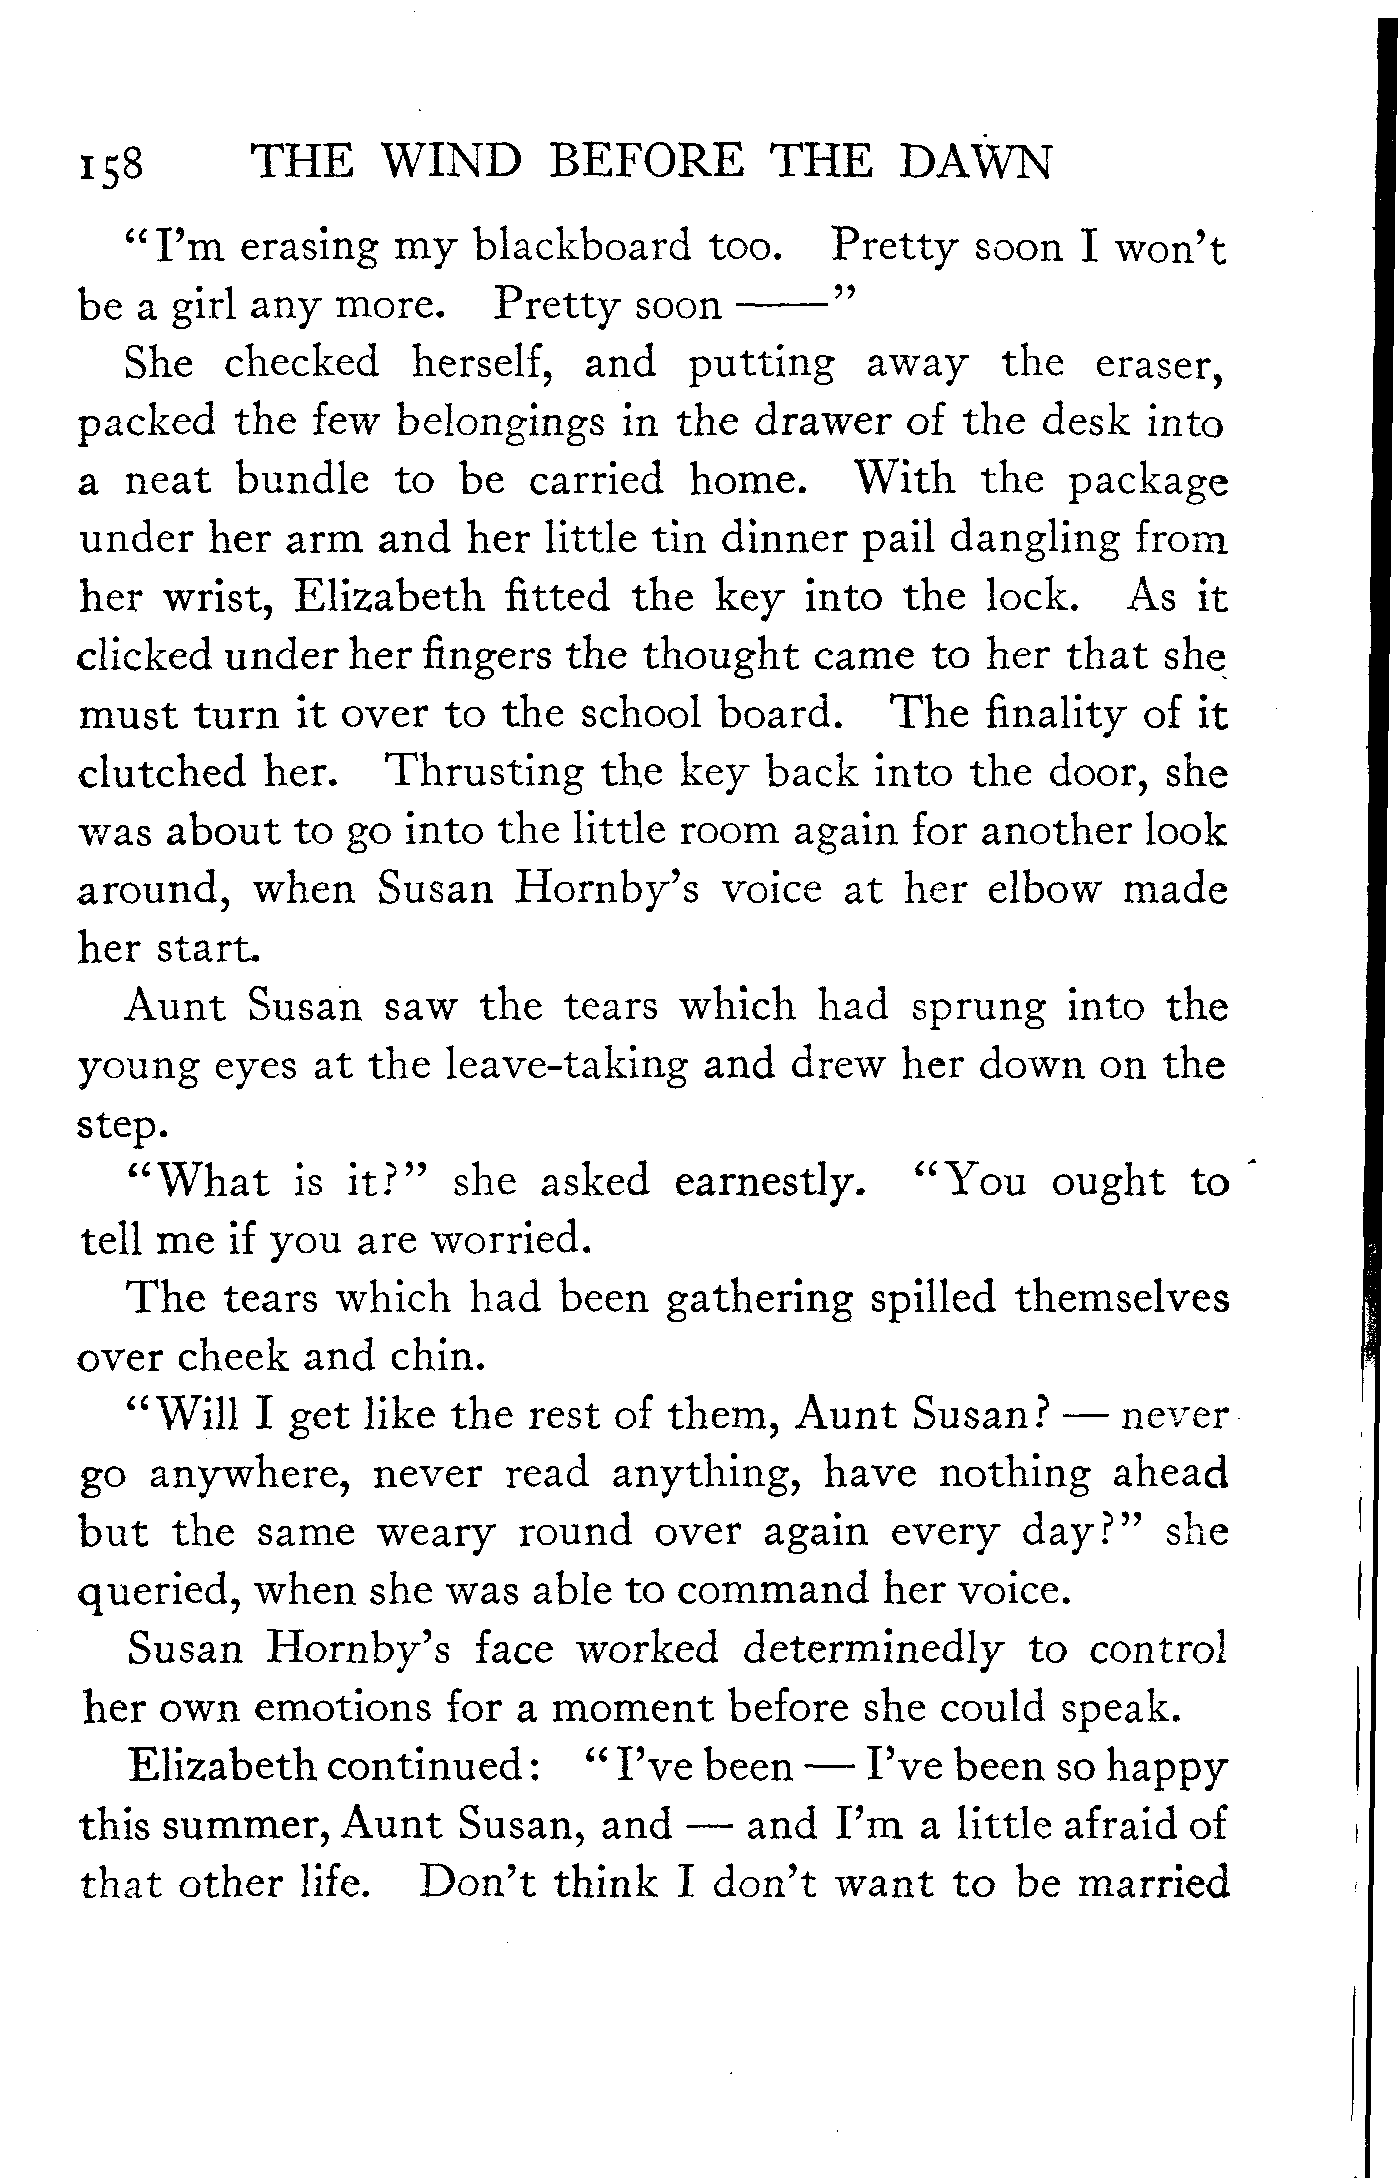 158 THE WIND BEFORE THE DAWN
“I’m erasing my blackboard too. Pretty soon I won’t
be a girl any more. Pretty soon ——”
She checked herself, and putting away the eraser,
packed the few belongings in the drawer of the desk into
a neat bundle to be carried home. With the package
under her arm and her little tin dinner pail dangling from
her wrist, Elizabeth fitted the key into the lock. As it
clicked under her fingers the thought came to her that she
must turn it over to the school board. The finality of it
clutched her. Thrusting the key back into the door, she
was about to go into the little room again for another look
around, when Susan Hornby’s voice at her elbow made
her start.
Aunt Susan saw the tears which had sprung into the
young eyes at the leave-taking and drew her down on the
step.
“What is it?” she asked earnestly. “You ought to
tell me if you are worried.
The tears which had been gathering spilled themselves
over cheek and chin.
“Will I get like the rest of them, Aunt Susan? — never
go anywhere, never read anything, have nothing ahead
but the same weary round over again every day?” she
queried, when she was able to command her voice.
Susan Hornby’s face worked determinedly to control
her own emotions for a moment before she could speak.
Elizabeth continued: “I’ve been — I’ve been so happy
this summer, Aunt Susan, and — and I’m a little afraid of
that other life. Don’t think I don’t want to be married